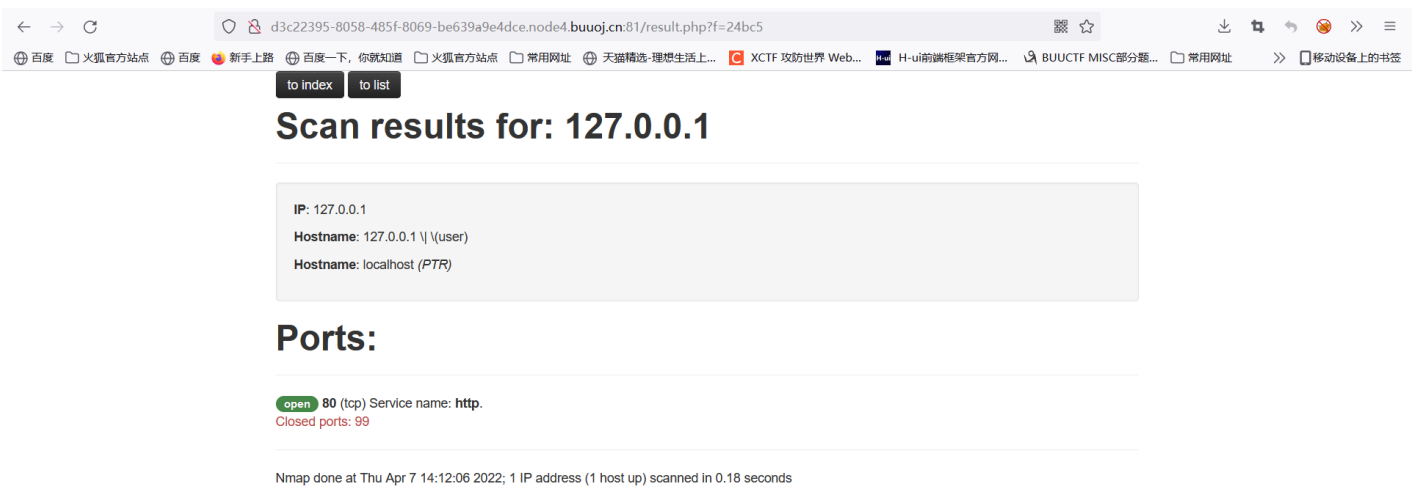 d3c22395-8058-485f-8069-be639a9e4dce.node4.buuoj.cn:81/result.php?f=24bc5
百度 火狐官方站点 百度 新手上路 百度一下，你就知道 火狐官方站点 常用网址 天猫精选-理想生活上... C XCTF 攻防世界 Web... H-ui H-ui前端框架官方网... BUUCTF MISC部分题... 常用网址 移动设备上的书签
to index to list
Scan results for: 127.0.0.1
IP: 127.0.0.1
Hostname: 127.0.0.1 \| \(user)
Hostname: localhost (PTR)
Ports:
open 80 (tcp) Service name: http.
Closed ports: 99
Nmap done at Thu Apr 7 14:12:06 2022; 1 IP address (1 host up) scanned in 0.18 seconds